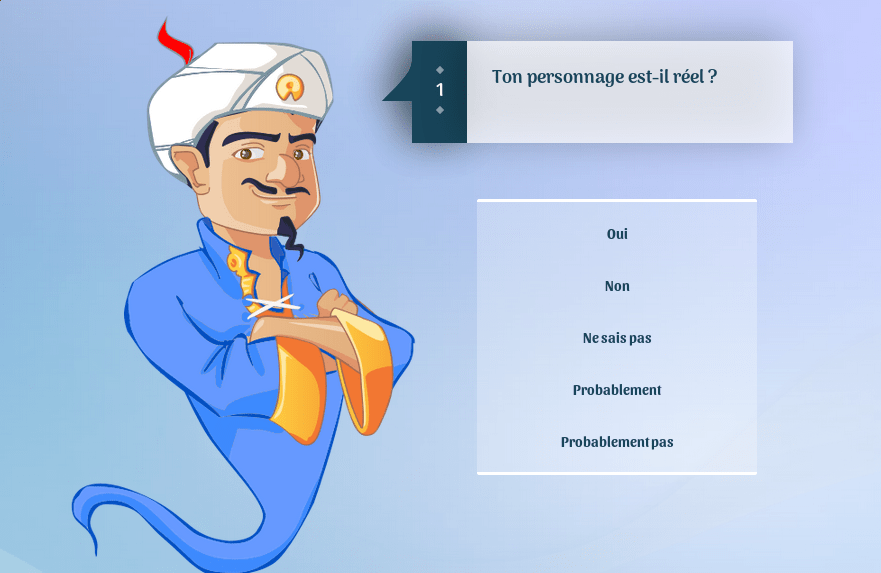 1
Ton personnage est-il réel ?
Oui
Non
Ne sais pas
Probablement
Probablement pas